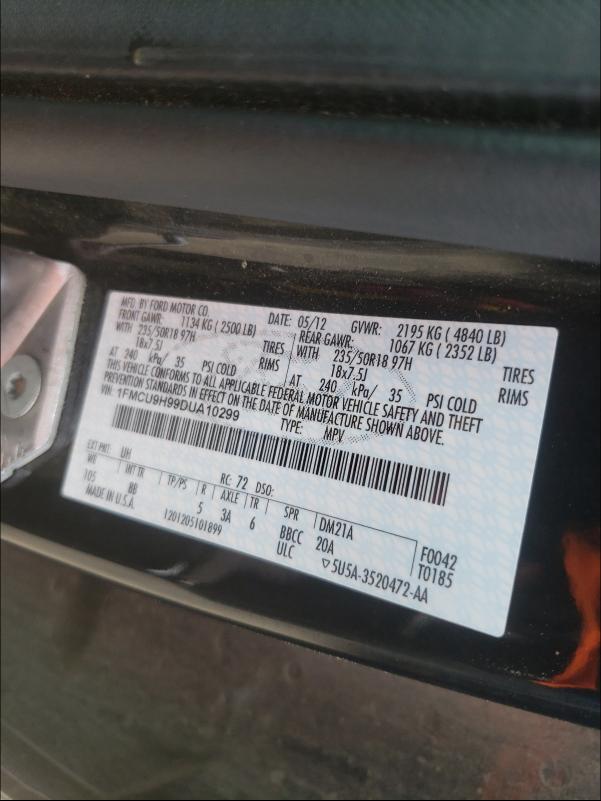 MFD. BY FORD MOTOR CO.
DATE: 05/12 GVWR: 2195 KG ( 4840 LB)
FRONT GAWR: 1134 KG ( 2500 LB) REAR GAWR: 1067 KG ( 2352 LB)
WITH 235/50R18 97H TIRES WITH 235/50R18 97H TIRES
18x7.5J RIMS 18x7.5J RIMS
AT 240 kPa/ 35 PSI COLD AT 240 kPa/ 35 PSI COLD
THIS VEHICLE CONFORMS TO ALL APPLICABLE FEDERAL MOTOR VEHICLE SAFETY AND THEFT
PREVENTION STANDARDS IN EFFECT ON THE DATE OF MANUFACTURE SHOWN ABOVE.
VIN: 1FMCU9H99DUA10299
TYPE: MPV
EXT PNT: UH RC: 72 DSO:
WB INT TR TP/PS R AXLE TR SPR DM21A F0042
105 BB 5 3A 6 BBCC 20A T0185
MADE IN U.S.A. 1201205101899 ULC ▽5U5A-3520472-AA